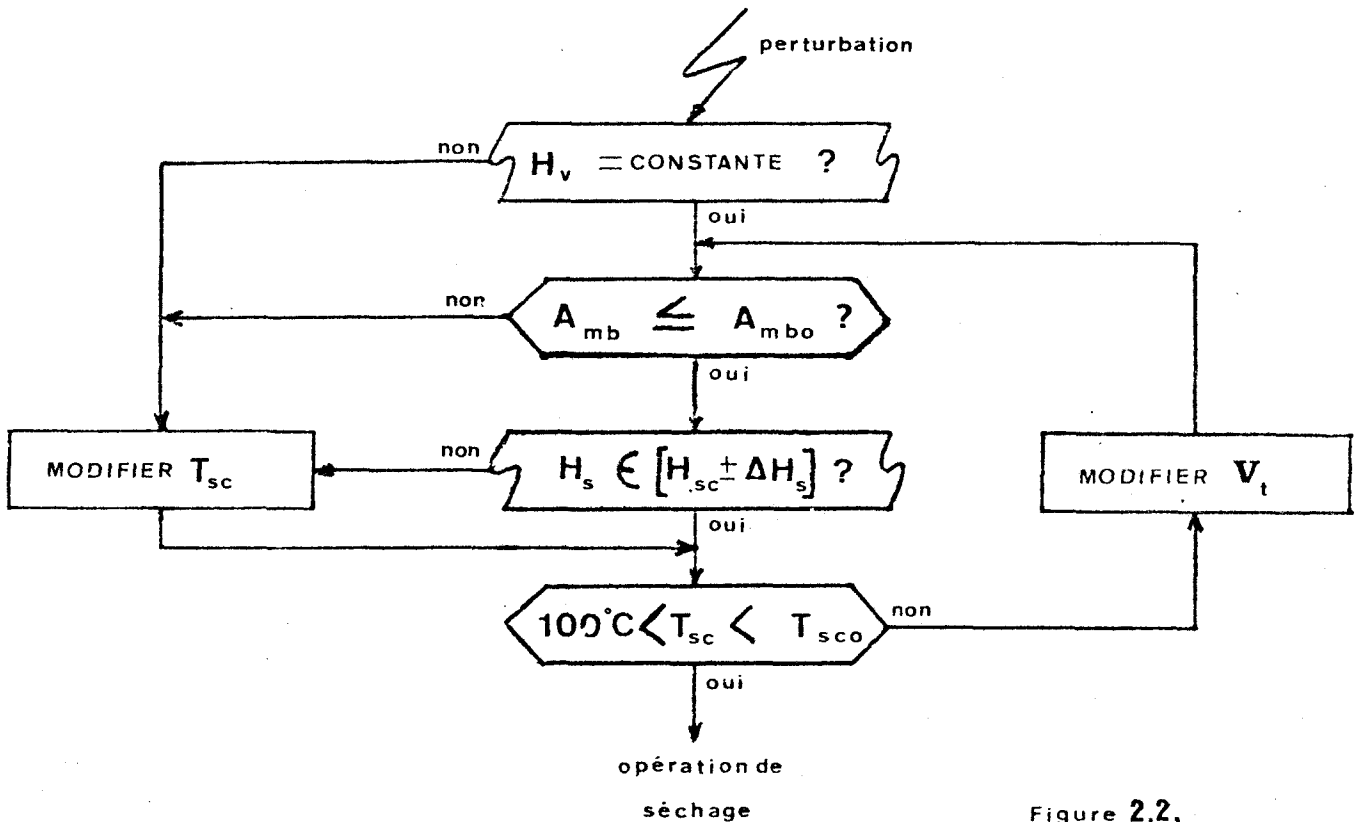 perturbation
non
H_v = CONSTANTE ?
oui
non
A_mb ≤ A_mbo ?
oui
MODIFIER T_sc
non
H_s ∈ [H_sc ± ΔH_s] ?
MODIFIER V_t
oui
100°C < T_sc < T_sco
non
oui
opération de
séchage
Figure 2.2.